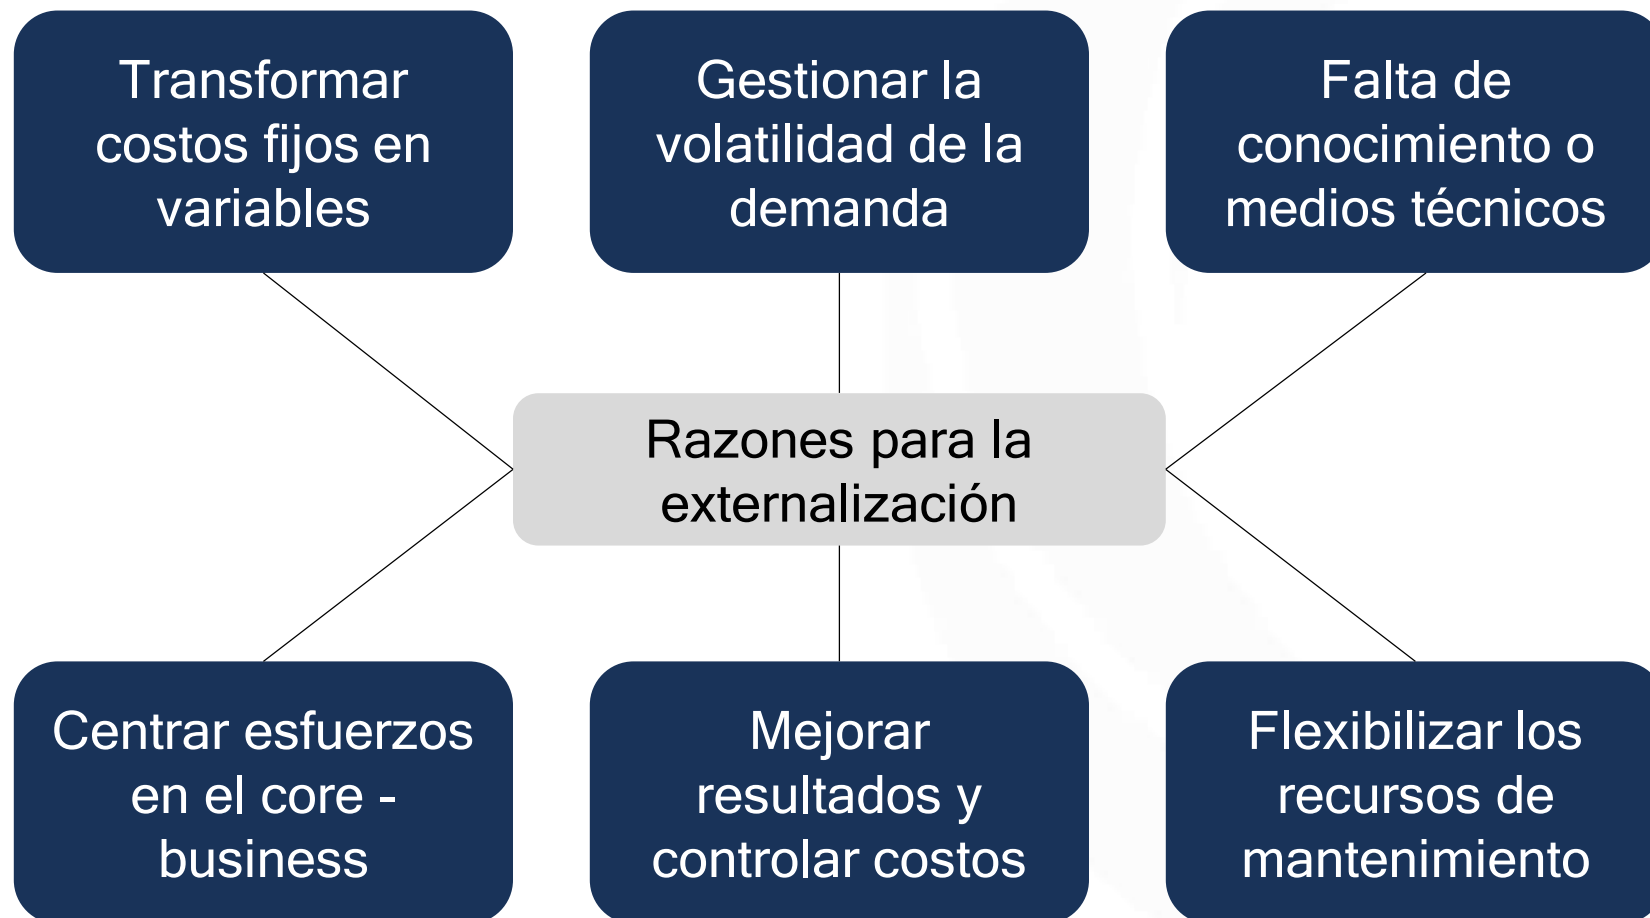 Transformar
costos fijos en
variables
Gestionar la
volatilidad de la
demanda
Falta de
conocimiento o
medios técnicos
Razones para la
externalización
Centrar esfuerzos
en el core -
business
Mejorar
resultados y
controlar costos
Flexibilizar los
recursos de
mantenimiento